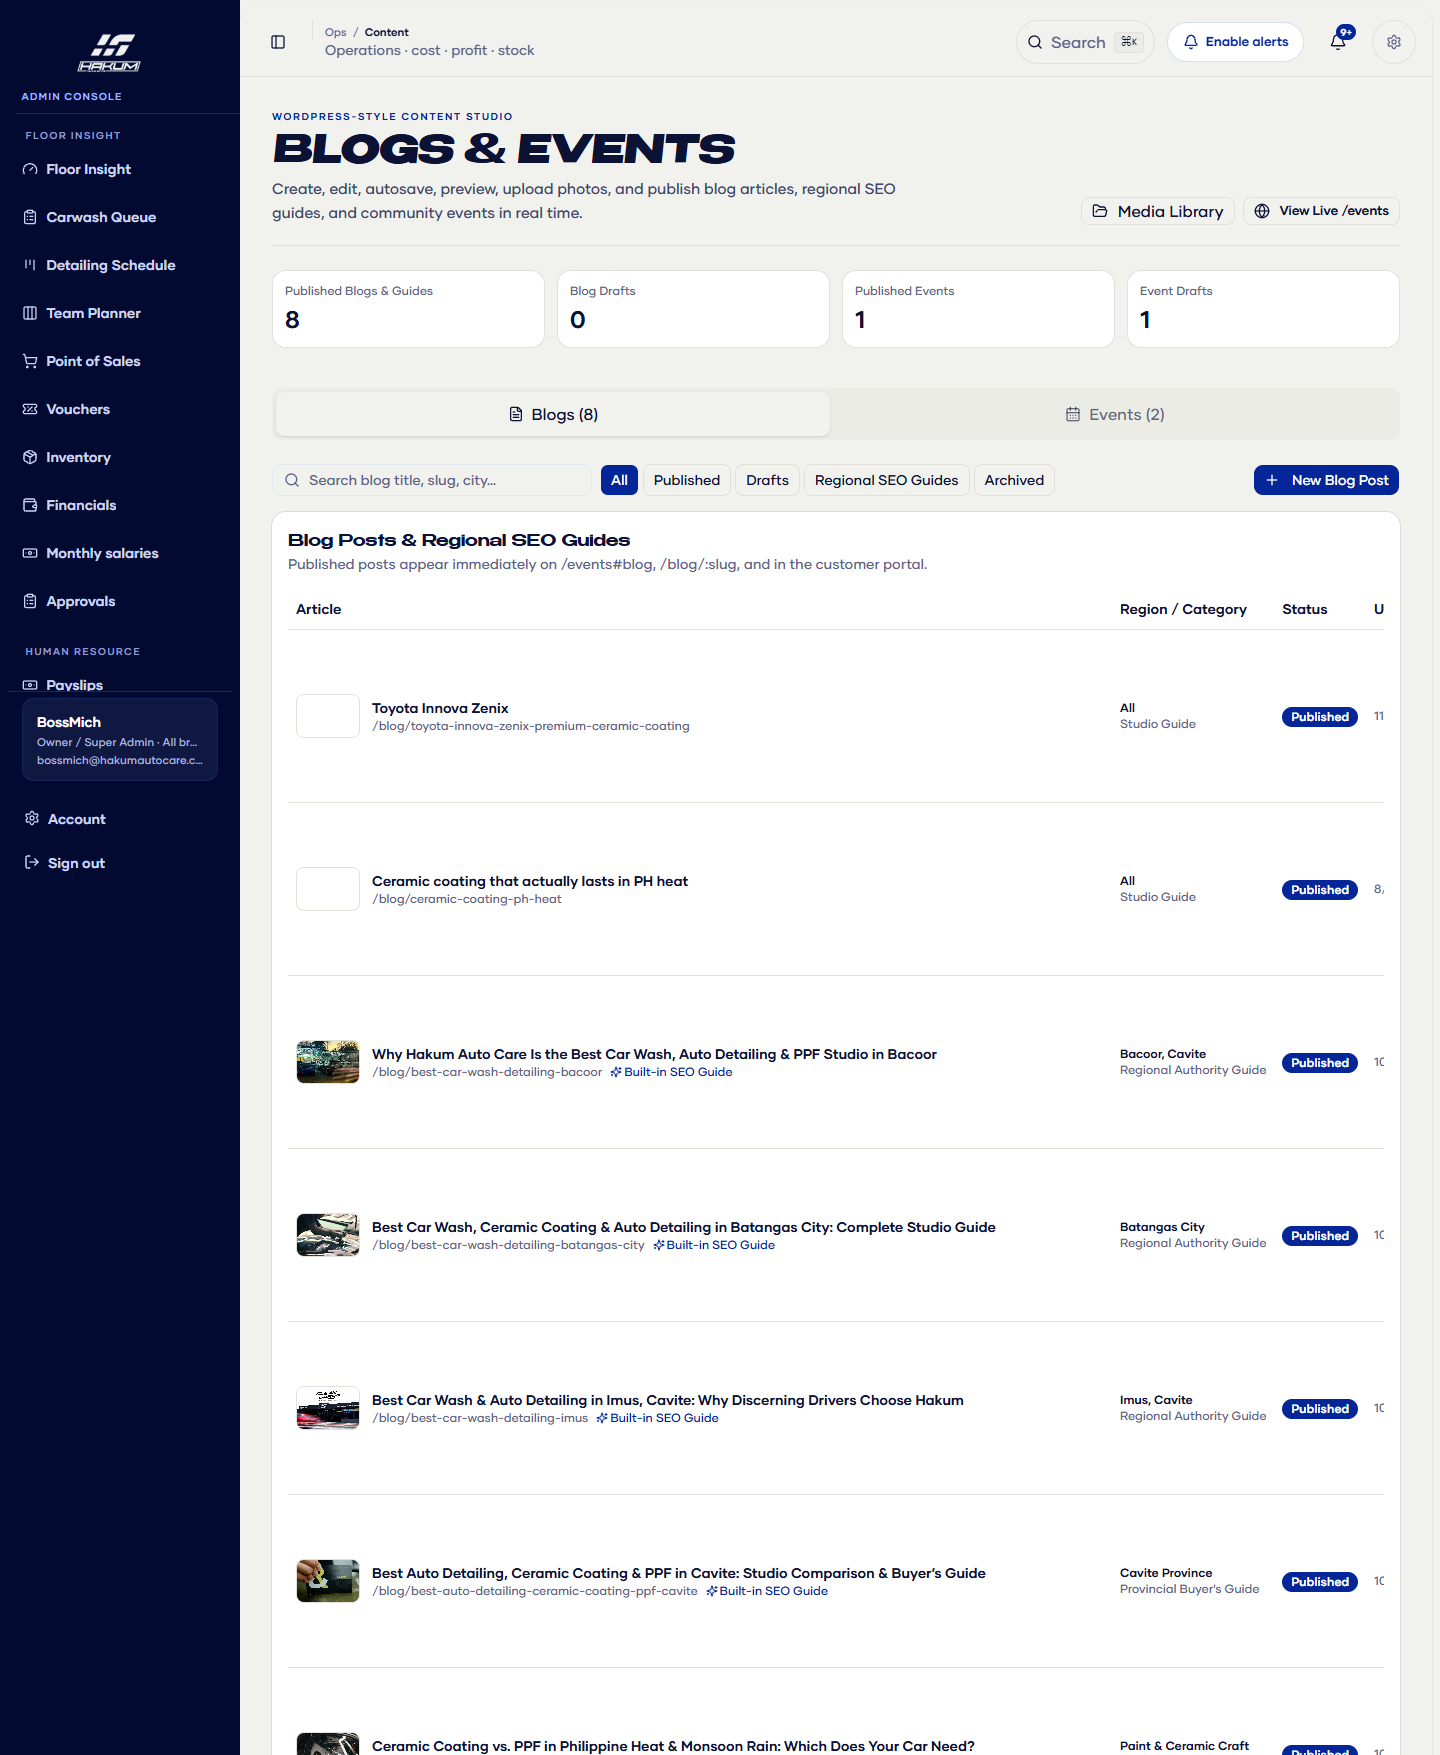 HAKUM
ADMIN CONSOLE
FLOOR INSIGHT
Floor Insight
Carwash Queue
Detailing Schedule
Team Planner
Point of Sales
Vouchers
Inventory
Financials
Monthly salaries
Approvals
HUMAN RESOURCE
Payslips
BossMich
Owner / Super Admin · All br...
bossmich@hakumautocare.c...
Account
Sign out
Ops / Content
Operations · cost · profit · stock
Search ⌘K
Enable alerts
9+
WORDPRESS-STYLE CONTENT STUDIO
BLOGS & EVENTS
Create, edit, autosave, preview, upload photos, and publish blog articles, regional SEO
guides, and community events in real time.
Media Library
View Live /events
Published Blogs & Guides
8
Blog Drafts
0
Published Events
1
Event Drafts
1
Blogs (8)
Events (2)
Search blog title, slug, city...
All
Published
Drafts
Regional SEO Guides
Archived
+ New Blog Post
Blog Posts & Regional SEO Guides
Published posts appear immediately on /events#blog, /blog/:slug, and in the customer portal.
Article Region / Category Status U
Toyota Innova Zenix
/blog/toyota-innova-zenix-premium-ceramic-coating
All
Studio Guide
Published
11
Ceramic coating that actually lasts in PH heat
/blog/ceramic-coating-ph-heat
All
Studio Guide
Published
8/
Why Hakum Auto Care Is the Best Car Wash, Auto Detailing & PPF Studio in Bacoor
/blog/best-car-wash-detailing-bacoor Built-in SEO Guide
Bacoor, Cavite
Regional Authority Guide
Published
10
Best Car Wash, Ceramic Coating & Auto Detailing in Batangas City: Complete Studio Guide
/blog/best-car-wash-detailing-batangas-city Built-in SEO Guide
Batangas City
Regional Authority Guide
Published
10
Best Car Wash & Auto Detailing in Imus, Cavite: Why Discerning Drivers Choose Hakum
/blog/best-car-wash-detailing-imus Built-in SEO Guide
Imus, Cavite
Regional Authority Guide
Published
10
Best Auto Detailing, Ceramic Coating & PPF in Cavite: Studio Comparison & Buyer's Guide
/blog/best-auto-detailing-ceramic-coating-ppf-cavite Built-in SEO Guide
Cavite Province
Provincial Buyer's Guide
Published
10
Ceramic Coating vs. PPF in Philippine Heat & Monsoon Rain: Which Does Your Car Need?
Paint & Ceramic Craft
Published
10